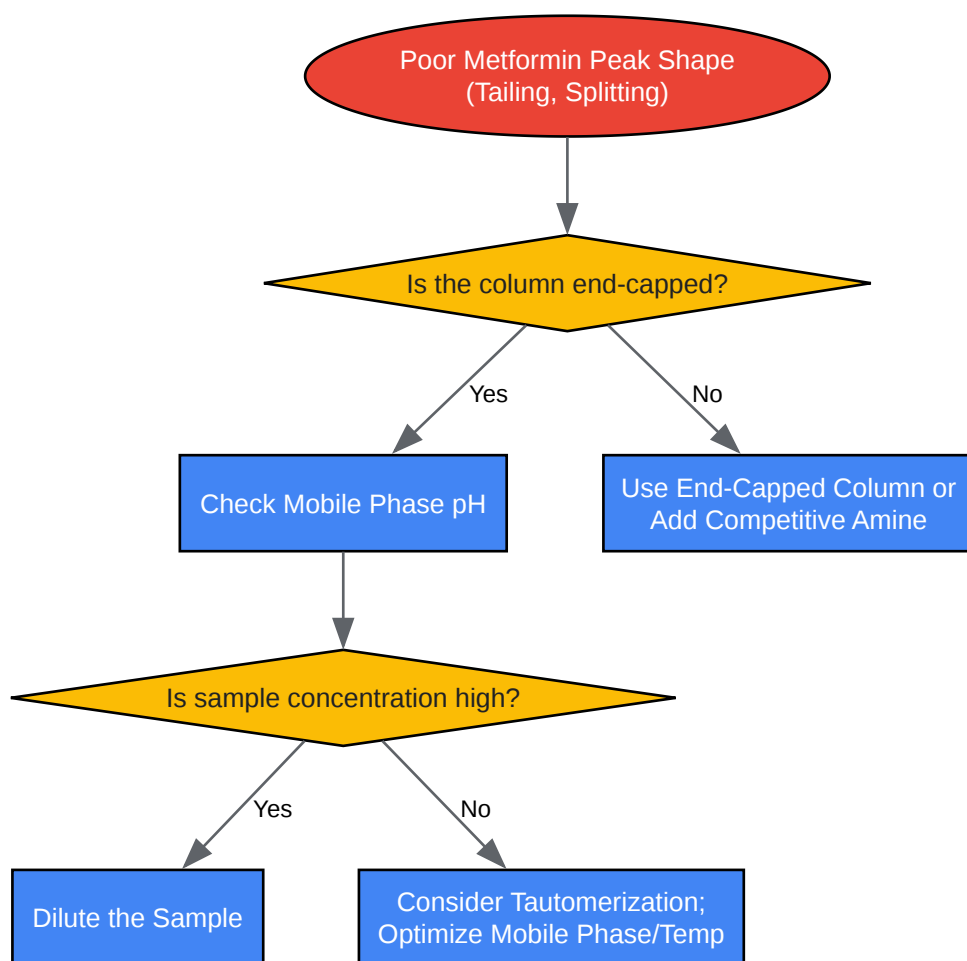 Poor Metformin Peak Shape
(Tailing, Splitting)
Is the column end-capped?
Yes
No
Check Mobile Phase pH
Use End-Capped Column or
Add Competitive Amine
Is sample concentration high?
Yes
No
Dilute the Sample
Consider Tautomerization;
Optimize Mobile Phase/Temp